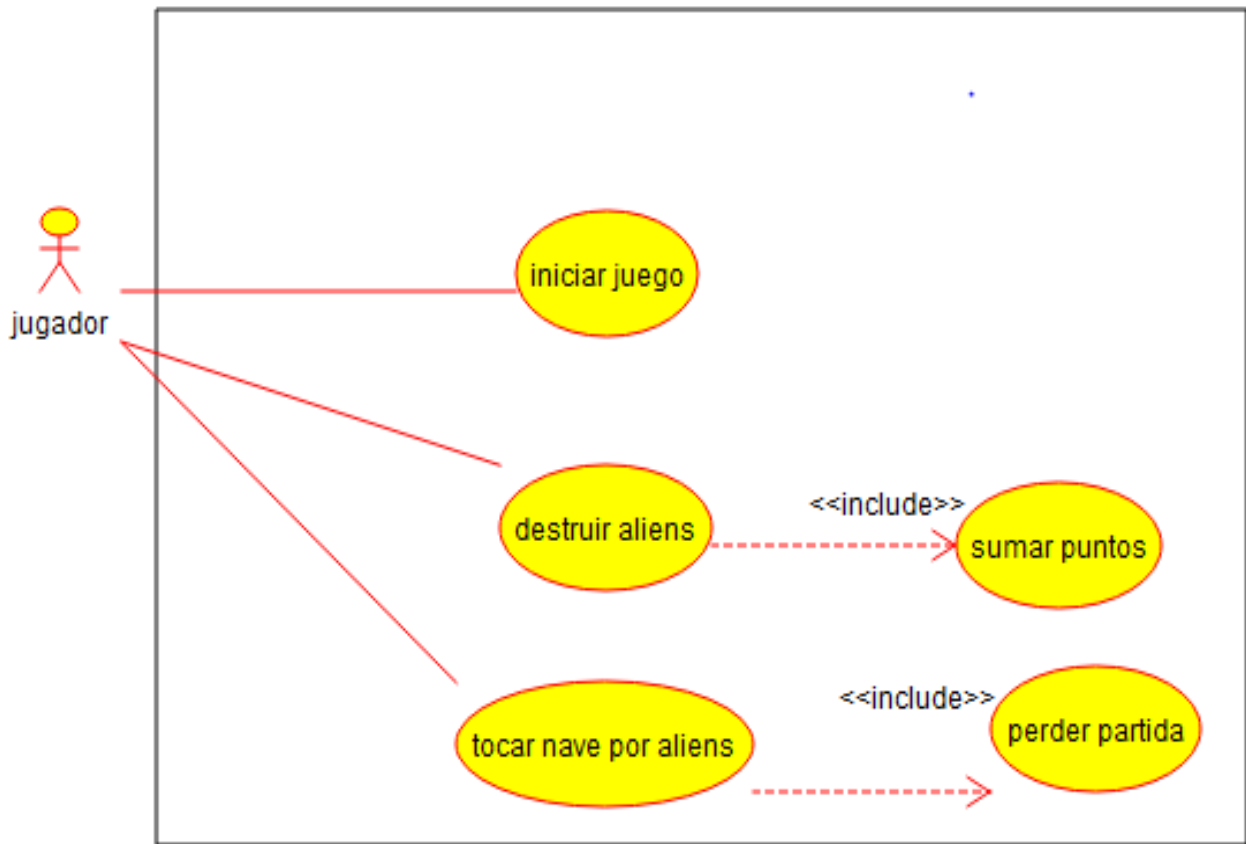 iniciar juego
jugador
<<include>>
destruir aliens
sumar puntos
<<include>>
tocar nave por aliens
perder partida